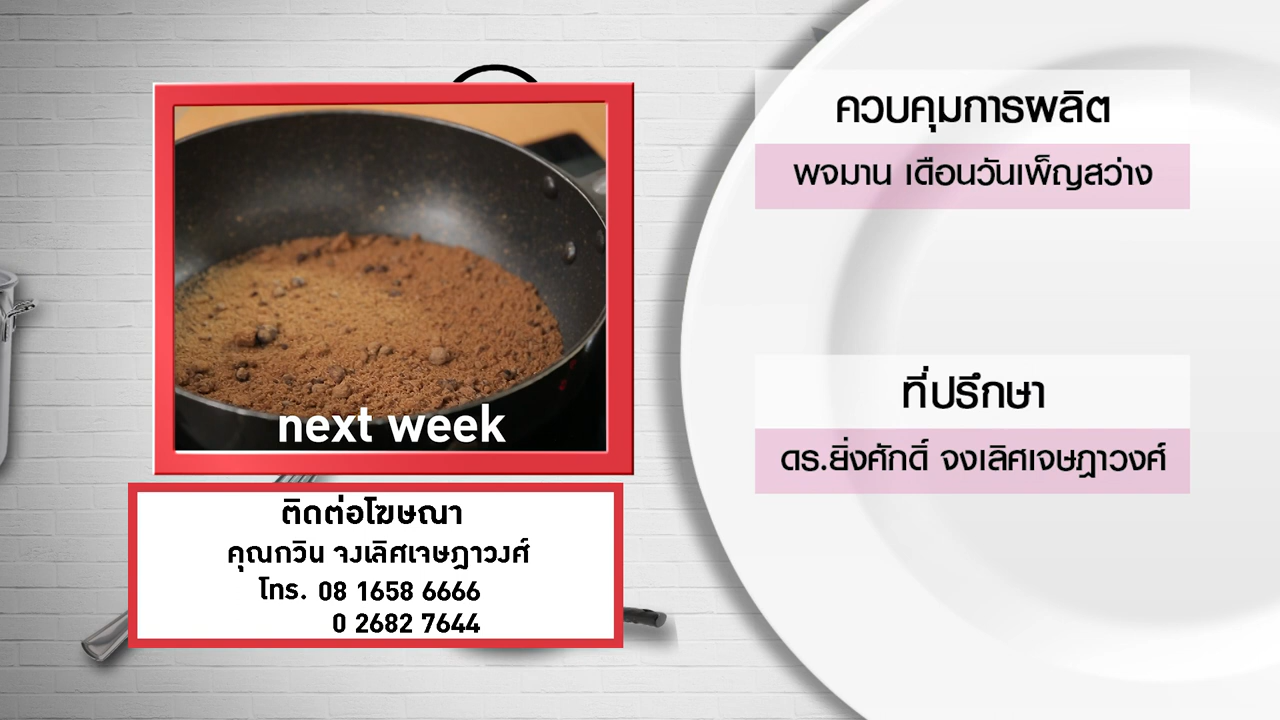 next week
ติดต่อโฆษณา
คุณกวิน จงเลิศเจษฎาวงศ์
โทร. 08 1658 6666
0 2682 7644
ควบคุมการผลิต
พจมาน เดือนวันเพ็ญสว่าง
ที่ปรึกษา
ดร.ยิ่งศักดิ์ จงเลิศเจษฎาวงศ์